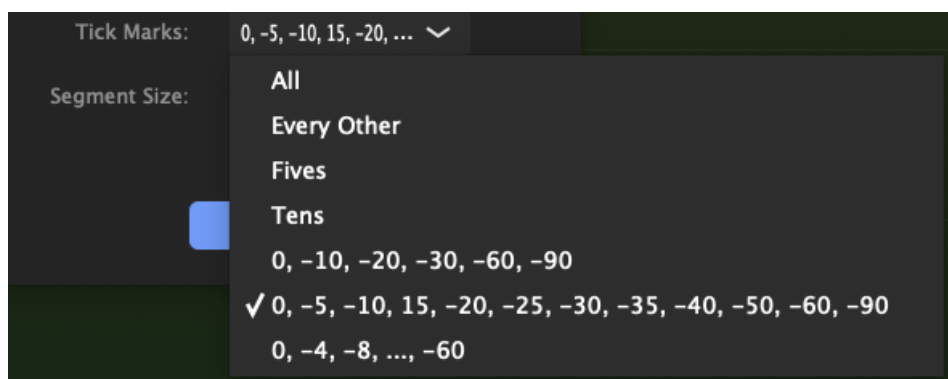 Tick Marks: 0, –5, –10, 15, –20, ...
All
Segment Size:
Every Other
Fives
Tens
0, –10, –20, –30, –60, –90
✓ 0, –5, –10, 15, –20, –25, –30, –35, –40, –50, –60, –90
0, –4, –8, ..., –60